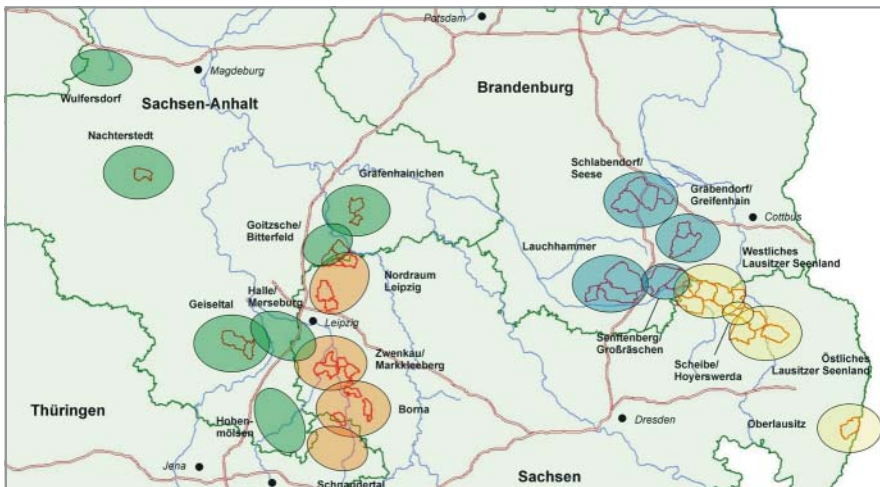 Potsdam
Magdeburg
Brandenburg
Wulfersdorf
Sachsen-Anhalt
Nachterstedt
Gräfenhainichen
Schlabendorf/
Seese
Gräbendorf/
Greifenhain
Cottbus
Goitzsche/
Bitterfeld
Lauchhammer
Westliches
Lausitzer Seenland
Nordraum
Leipzig
Halle/
Merseburg
Geiseltal
Leipzig
Senftenberg/
Großräschen
Zwenkau/
Markkleeberg
Scheibe/
Hoyerswerda
Östliches
Lausitzer Seenland
Thüringen
Borna
Hohen-
mölsen
Dresden
Oberlausitz
Jena
Sachsen
Schnaudertal